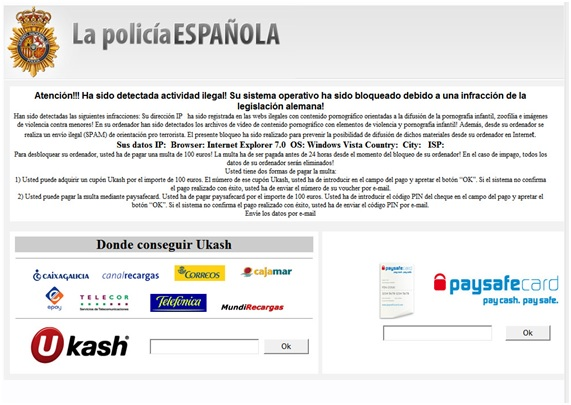 La policía ESPAÑOLA
Atención!!! Ha sido detectada actividad ilegal! Su sistema operativo ha sido bloqueado debido a una infracción de la
legislación alemana!
Han sido detectadas las siguientes infracciones: Su dirección IP ha sido registrada en las webs ilegales con contenido pornográfico orientadas a la difusión de la pornografía infantil, zoofilia e imágenes
de violencia contra menores! En su ordenador han sido detectados los archivos de vídeo de contenido pornográfico con elementos de violencia y pornografía infantil! Además, desde su ordenador se
realiza un envío ilegal (SPAM) de orientación pro terrorista. El presente bloqueo ha sido realizado para prevenir la posibilidad de difusión de dichos materiales desde su ordenador en Internet.
Sus datos IP: Browser: Internet Explorer 7.0 OS: Windows Vista Country: City: ISP:
Para desbloquear su ordenador, usted ha de pagar una multa de 100 euros! La multa ha de ser pagada antes de 24 horas desde el momento del bloqueo de su ordenador! En el caso de impago, todos los
datos de su ordenador serán eliminados!
Usted tiene dos formas de pagar la multa:
1) Usted puede adquirir un cupón Ukash por el importe de 100 euros. El número de ese cupón de Ukash, usted ha de introducir en el campo del pago y apretar el botón "OK". Si el sistema no confirma
el pago realizado con éxito, usted ha de enviar el número de su voucher por e-mail.
2) Usted puede pagar la multa mediante paysafecard. Usted ha de pagar paysafecard por el importe de 100 euros. Usted ha de introducir el código PIN del cheque en el campo del pago y apretar el
botón "OK". Si el sistema no confirma el pago realizado con éxito, usted ha de enviar el código PIN por e-mail.
Envíe los datos por e-mail
Donde conseguir Ukash
CAIXAGALICIA
canalrecargas
CORREOS
cajamar
epay
TELECOR
Servicios de Telecomunicaciones
Telefónica
MundiRecargas
Ukash
Ok
paysafecard
paysafecard
pay cash. pay safe.
Ok